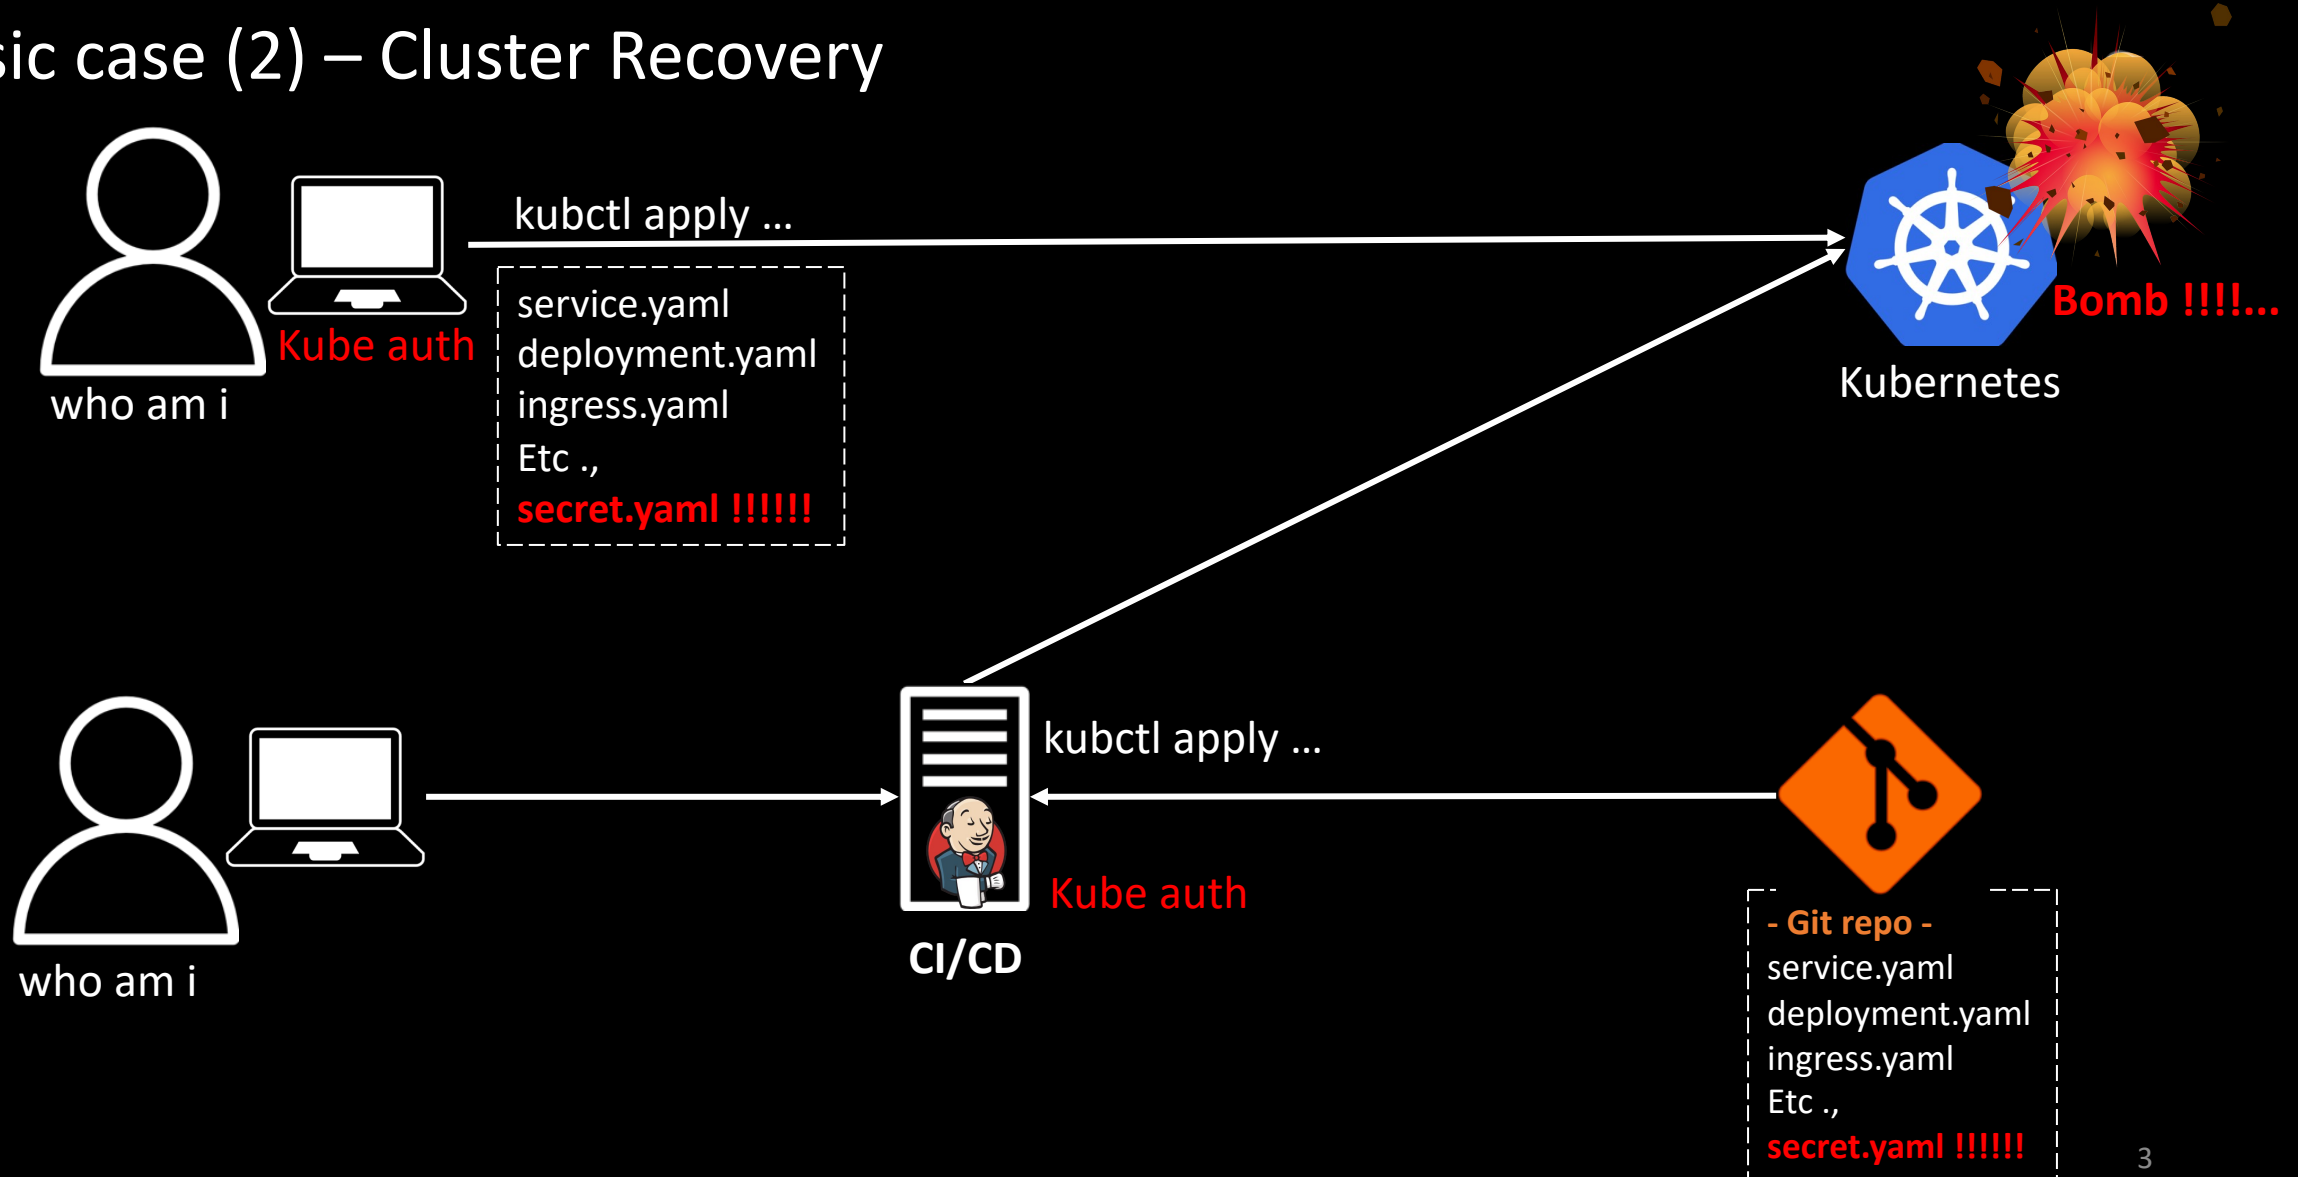 sic case (2) – Cluster Recovery
kubctl apply ...
service.yaml
deployment.yaml
ingress.yaml
Etc .,
secret.yaml !!!!!!
Kube auth
who am i
Bomb !!!!...
Kubernetes
kubctl apply ...
Kube auth
CI/CD
who am i
- Git repo -
service.yaml
deployment.yaml
ingress.yaml
Etc .,
secret.yaml !!!!!!
3